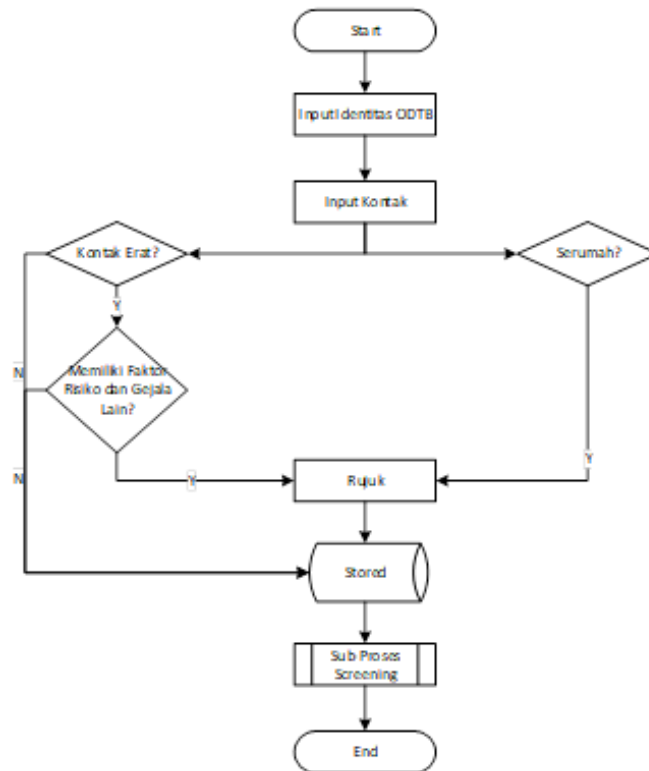 Start
Input Identitas ODTB
Input Kontak
Kontak Erat?
Serumah?
Y
Memiliki Faktor
Risiko dan Gejala
Lain?
N
Y
N
Y
Rujuk
Stored
Sub Proses
Screening
End